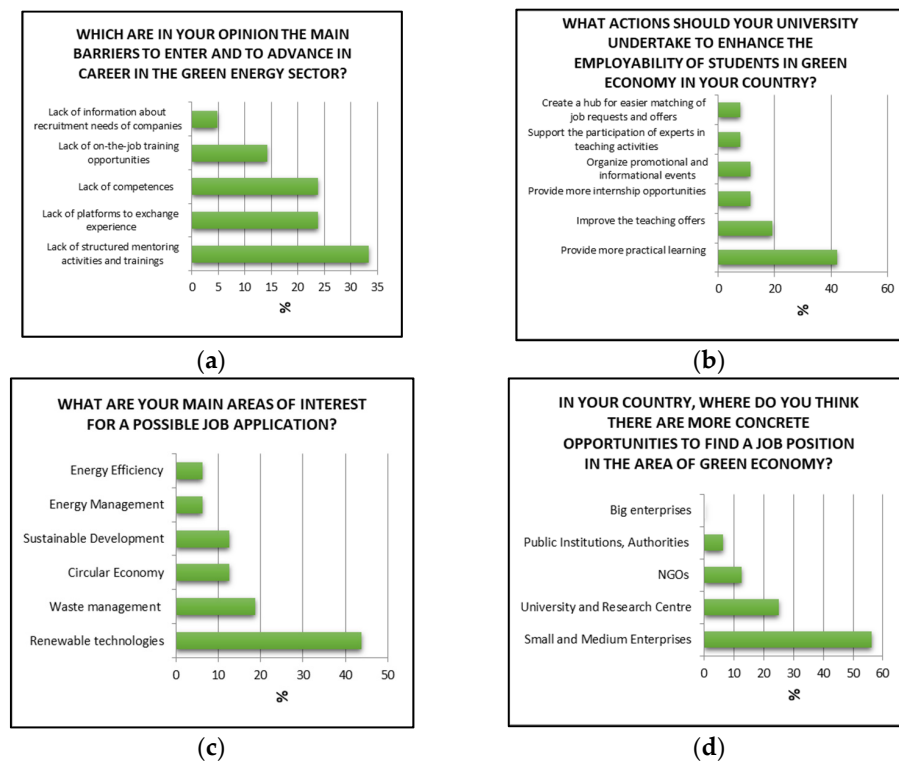 WHICH ARE IN YOUR OPINION THE MAIN
BARRIERS TO ENTER AND TO ADVANCE IN
CAREER IN THE GREEN ENERGY SECTOR?
Lack of information about
recruitment needs of companies
Lack of on-the-job training
opportunities
Lack of competences
Lack of platforms to exchange
experience
Lack of structured mentoring
activities and trainings
0 5 10 15 20 25 30 35
%
(a)
WHAT ACTIONS SHOULD YOUR UNIVERSITY
UNDERTAKE TO ENHANCE THE
EMPLOYABILITY OF STUDENTS IN GREEN
ECONOMY IN YOUR COUNTRY?
Create a hub for easier matching of
job requests and offers
Support the participation of experts in
teaching activities
Organize promotional and
informational events
Provide more internship opportunities
Improve the teaching offers
Provide more practical learning
0 20 40 60
%
(b)
WHAT ARE YOUR MAIN AREAS OF INTEREST
FOR A POSSIBLE JOB APPLICATION?
Energy Efficiency
Energy Management
Sustainable Development
Circular Economy
Waste management
Renewable technologies
0 10 20 30 40 50
%
(c)
IN YOUR COUNTRY, WHERE DO YOU THINK
THERE ARE MORE CONCRETE
OPPORTUNITIES TO FIND A JOB POSITION
IN THE AREA OF GREEN ECONOMY?
Big enterprises
Public Institutions, Authorities
NGOs
University and Research Centre
Small and Medium Enterprises
0 10 20 30 40 50 60
%
(d)